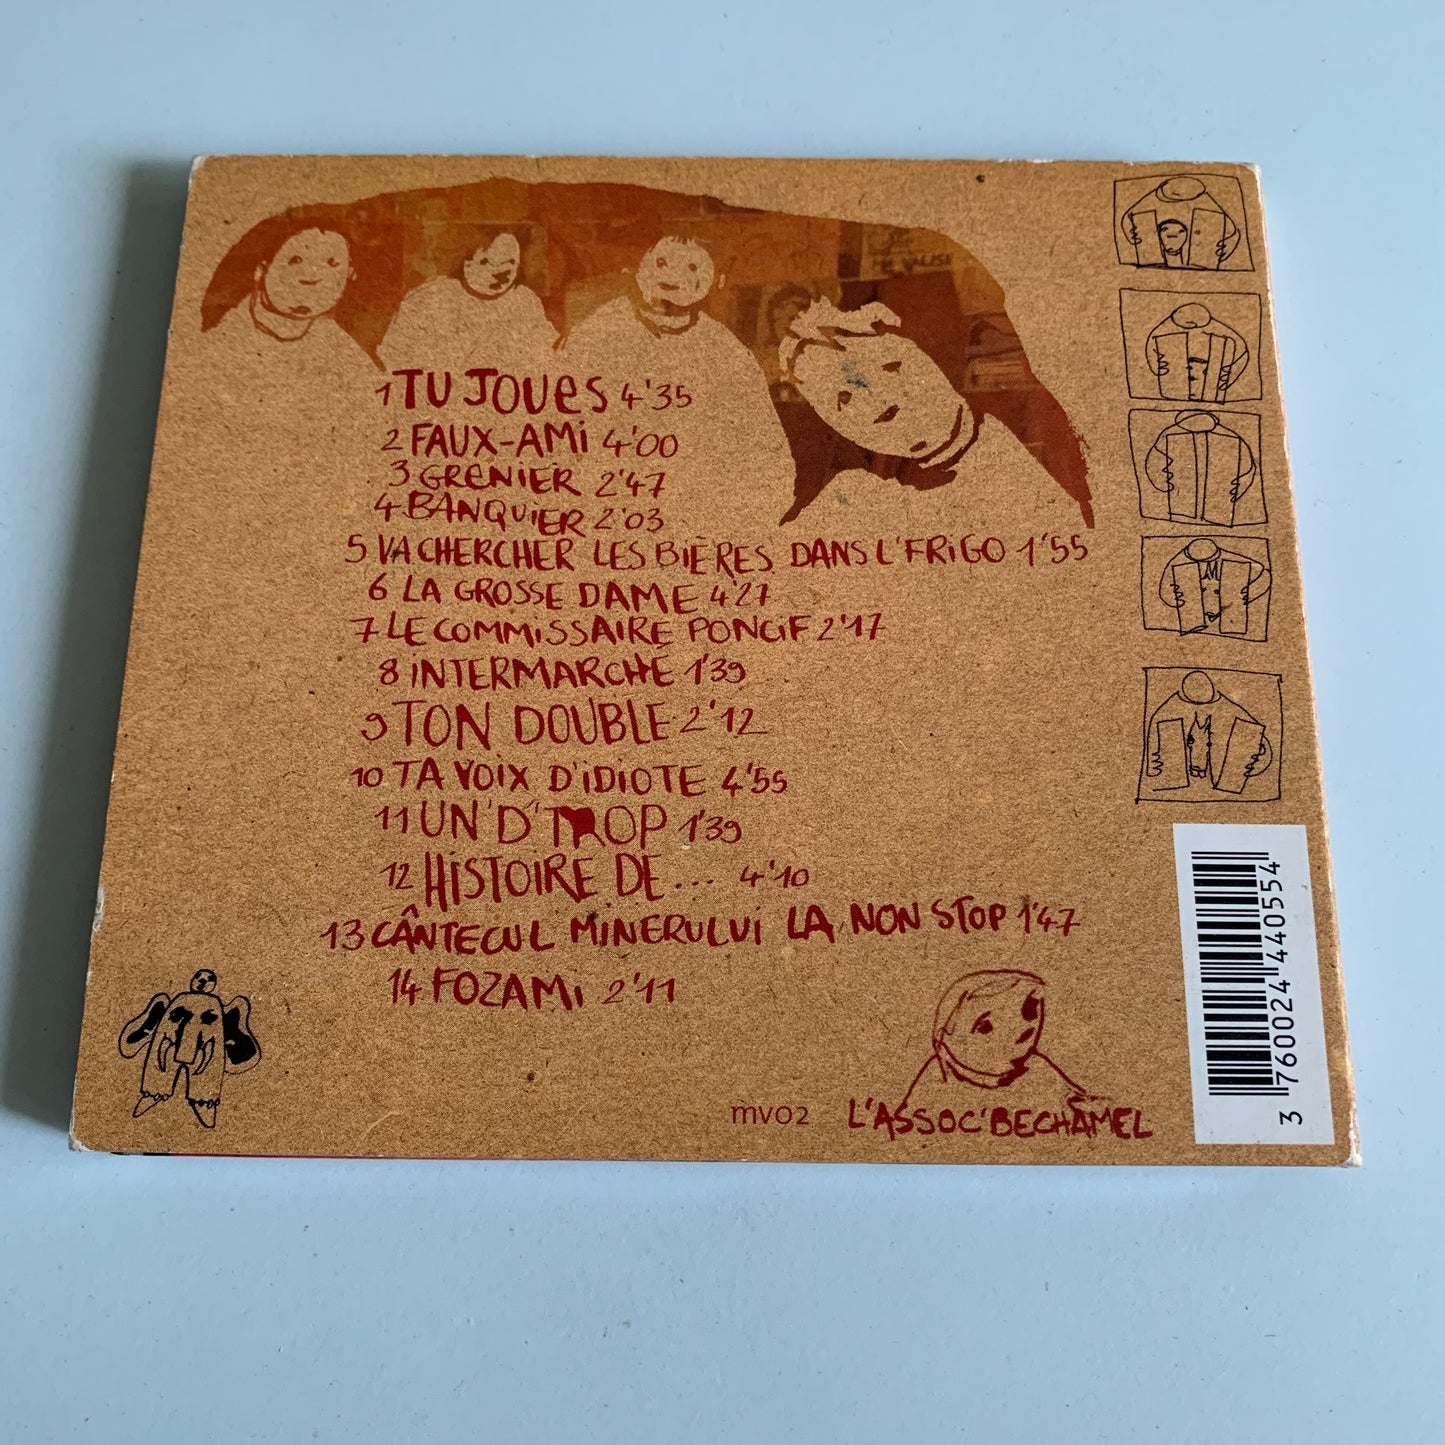 1 TU JOUES 4'35
2 FAUX-AMI 4'00
3 GRENIER 2'47
4 BANQUIER 2'03
5 VA CHERCHER LES BIÈRES DANS L'FRIGO 1'55
6 LA GROSSE DAME 4'27
7 LE COMMISSAIRE PONCIF 2'17
8 INTERMARCHÉ 1'39
9 TON DOUBLE 2'12
10 TA VOIX D'IDIOTE 4'55
11 UN' D' TROP 1'39
12 HISTOIRE DE... 4'10
13 CÂNTECUL MINERULUI LA NON STOP 1'47
14 FOZAMI 2'11
mv02
L'ASSOC'BECHAMEL
3 760024 440554